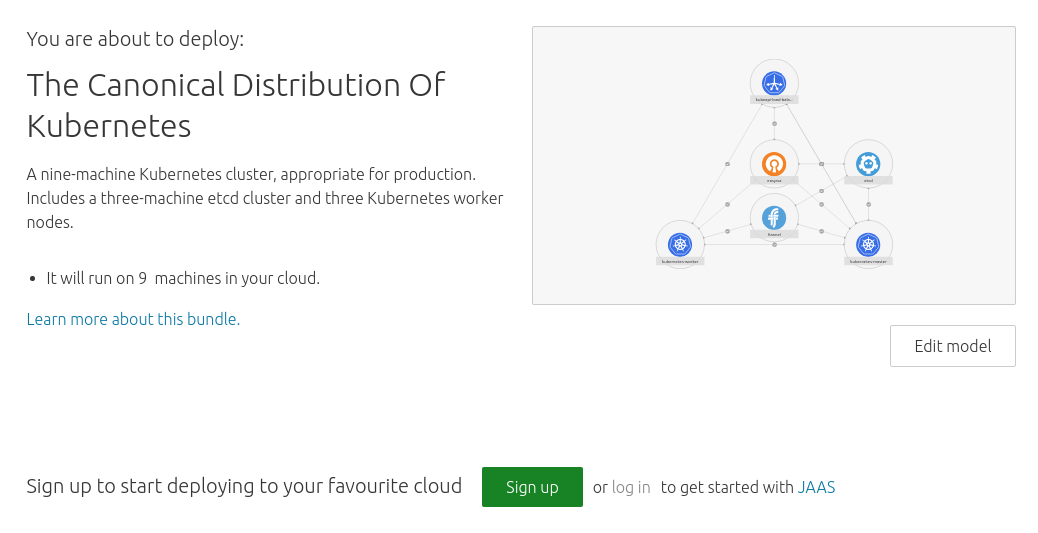 You are about to deploy:
The Canonical Distribution Of
Kubernetes
A nine-machine Kubernetes cluster, appropriate for production.
Includes a three-machine etcd cluster and three Kubernetes worker
nodes.
It will run on 9 machines in your cloud.
Learn more about this bundle.
kubeapi-load-bala...
easyrsa
etcd
flannel
kubernetes-worker
kubernetes-master
Edit model
Sign up to start deploying to your favourite cloud Sign up or log in to get started with JAAS